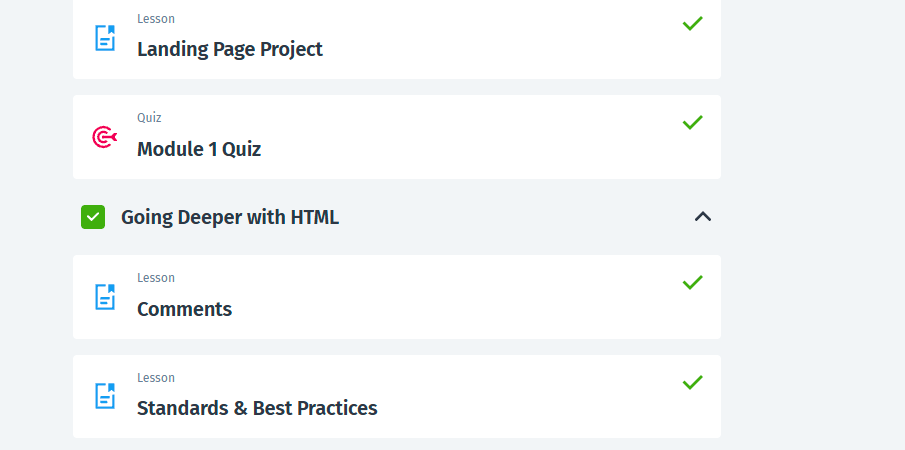 Lesson
Landing Page Project
Quiz
Module 1 Quiz
Going Deeper with HTML
Lesson
Comments
Lesson
Standards & Best Practices